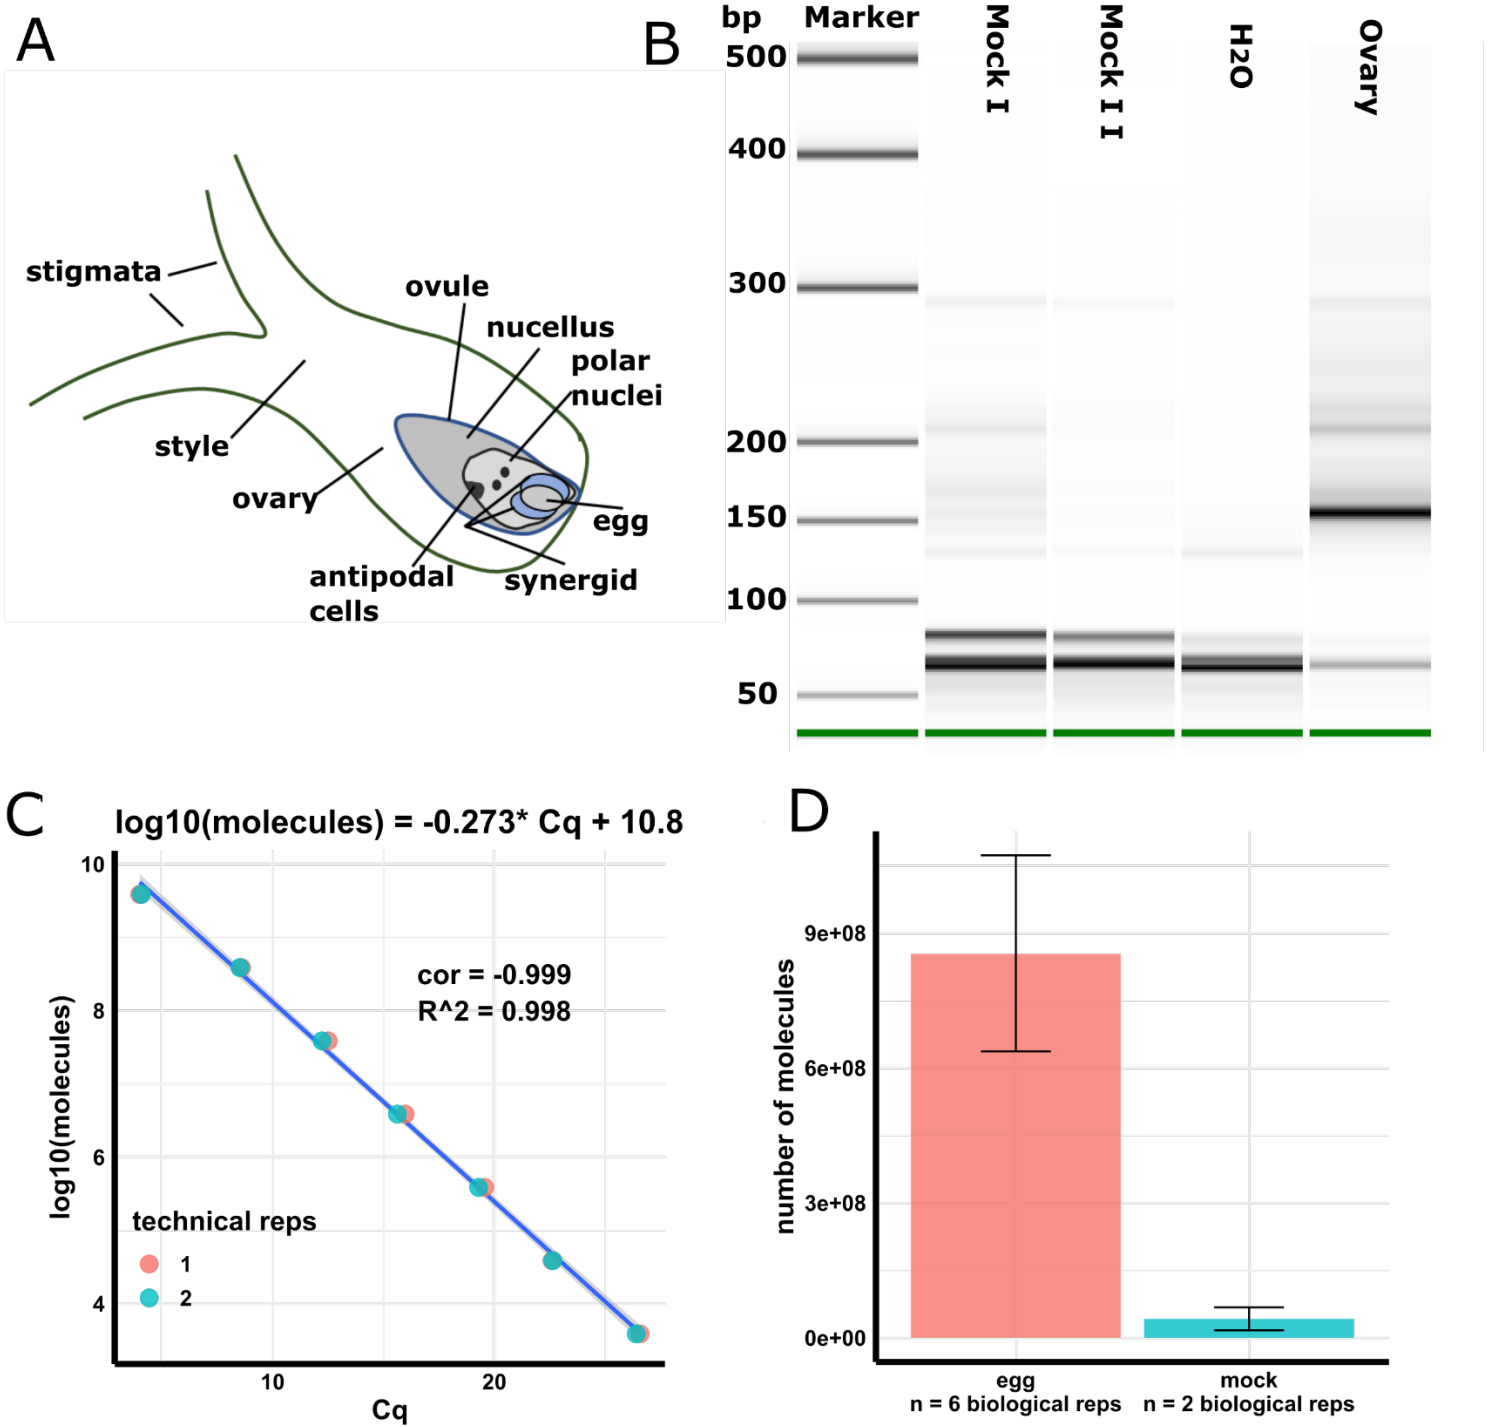 A
stigmata
ovule
nucellus
polar
nuclei
style
ovary
egg
antipodal
cells
synergid
B
bp
Marker
Mock I
Mock I I
H2O
Ovary
500
400
300
200
150
100
50
C
log10(molecules) = -0.273* Cq + 10.8
cor = -0.999
R^2 = 0.998
log10(molecules)
10
8
6
4
technical reps
1
2
10
20
Cq
D
number of molecules
9e+08
6e+08
3e+08
0e+00
egg
n = 6 biological reps
mock
n = 2 biological reps